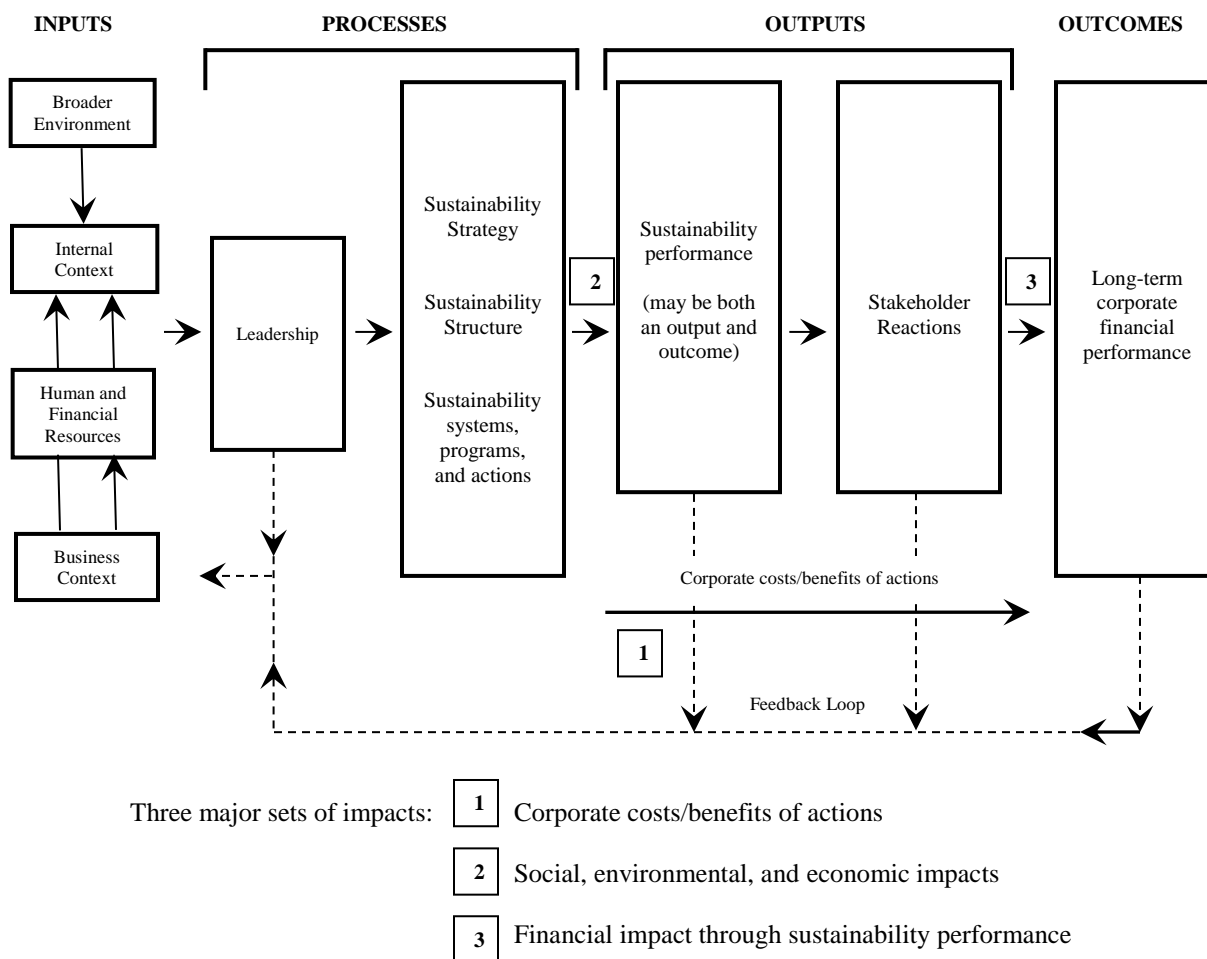 INPUTS
PROCESSES
OUTPUTS
OUTCOMES
Broader
Environment
Internal
Context
Human and
Financial
Resources
Business
Context
Leadership
Sustainability
Strategy
Sustainability
Structure
Sustainability
systems,
programs,
and actions
2
Sustainability
performance
(may be both
an output and
outcome)
Stakeholder
Reactions
3
Long-term
corporate
financial
performance
Corporate costs/benefits of actions
1
Feedback Loop
Three major sets of impacts:
1 Corporate costs/benefits of actions
2 Social, environmental, and economic impacts
3 Financial impact through sustainability performance